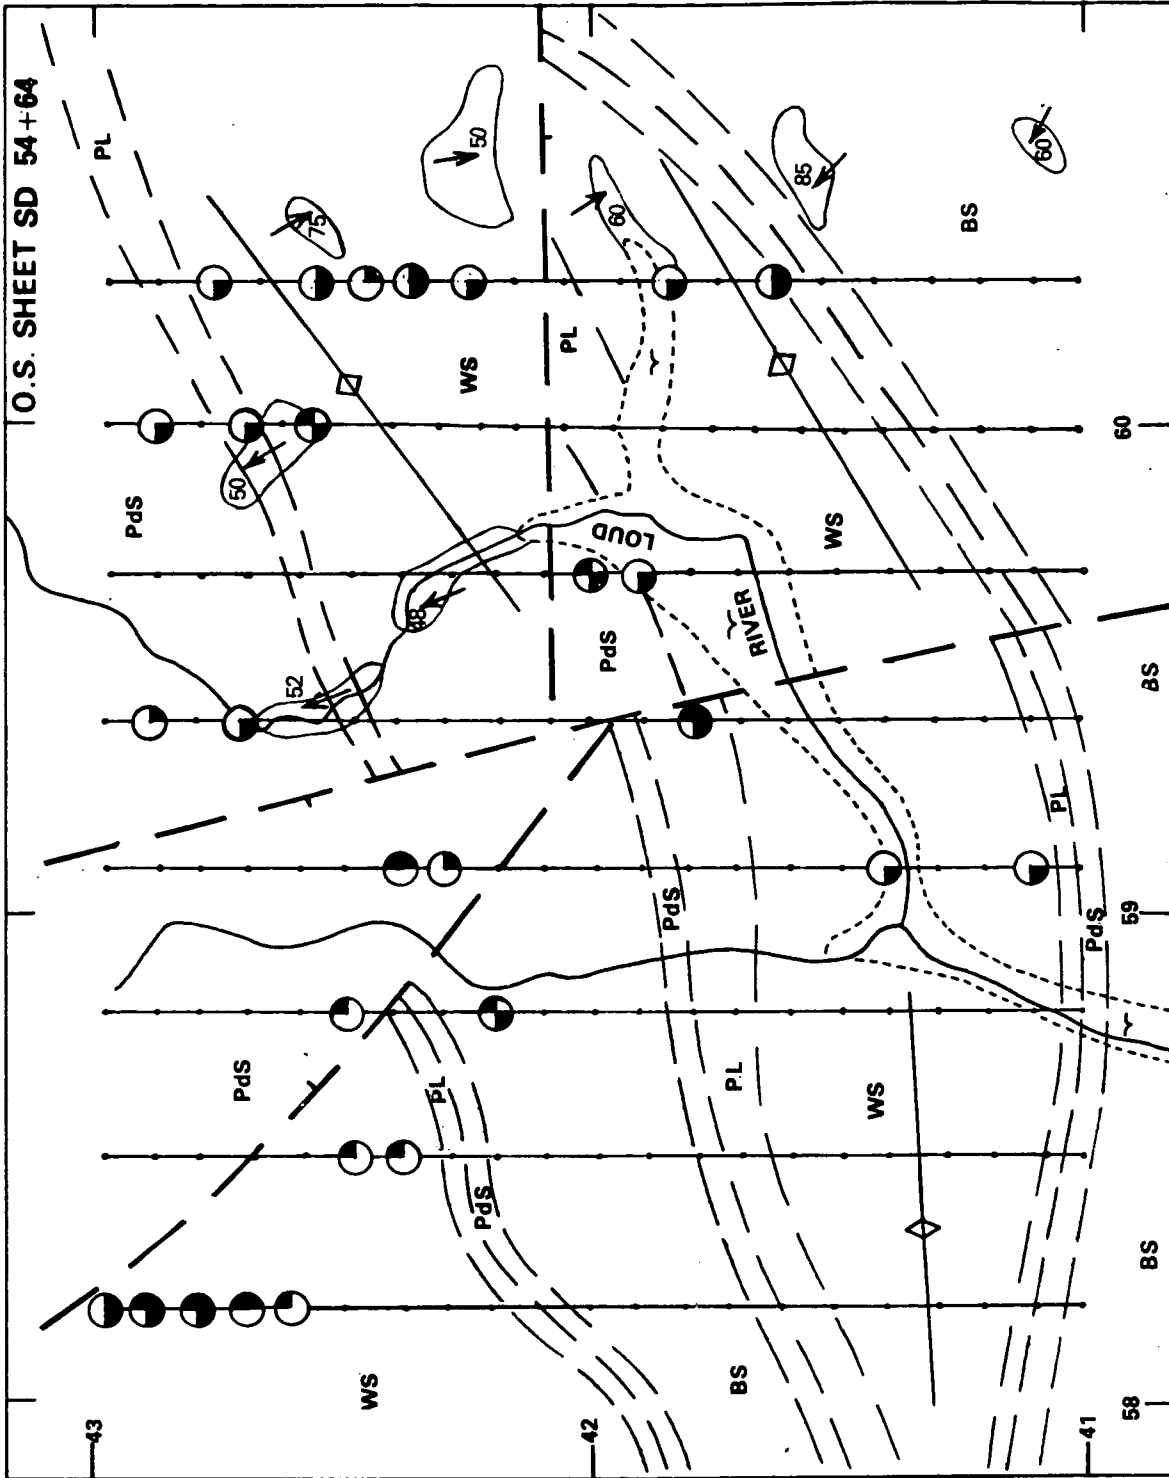 O.S. SHEET SD 54+64
PL
43
75
50
PdS
50
60
85
60
BS
PL
WS
60
LOUD
RIVER
WS
48
52
PdS
BS
PL
PdS
PdS
59
PdS
PL
PL
WS
PdS
WS
BS
BS
42
41
58